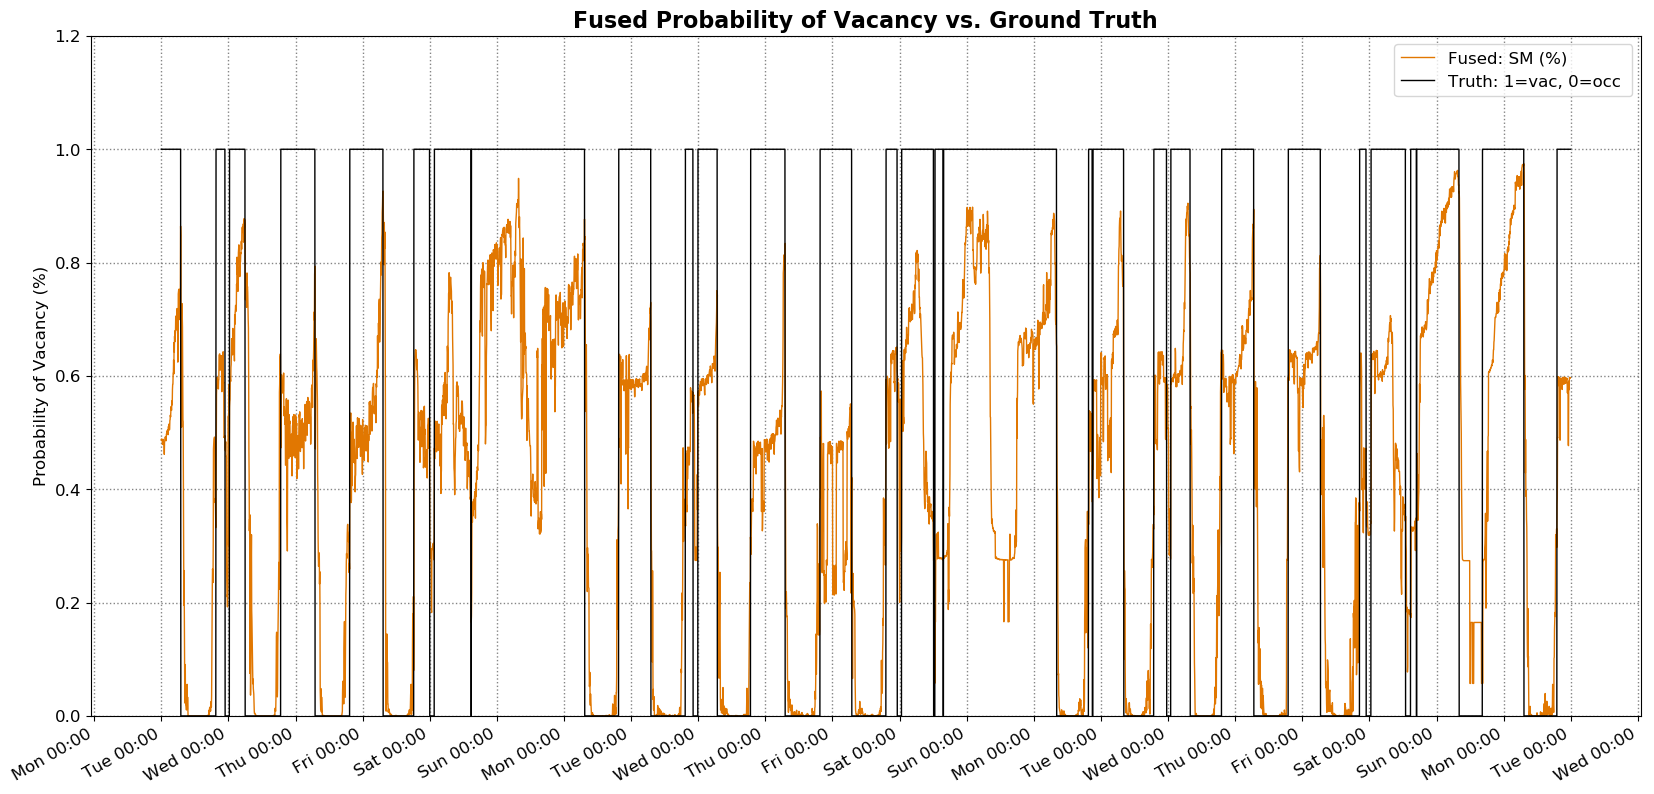 Fused Probability of Vacancy vs. Ground Truth
Fused: SM (%)
Truth: 1=vac, 0=occ
Probability of Vacancy (%)
1.2
1.0
0.8
0.6
0.4
0.2
0.0
Mon 00:00
Tue 00:00
Wed 00:00
Thu 00:00
Fri 00:00
Sat 00:00
Sun 00:00
Mon 00:00
Tue 00:00
Wed 00:00
Thu 00:00
Fri 00:00
Sat 00:00
Sun 00:00
Mon 00:00
Tue 00:00
Wed 00:00
Thu 00:00
Fri 00:00
Sat 00:00
Sun 00:00
Mon 00:00
Tue 00:00
Wed 00:00